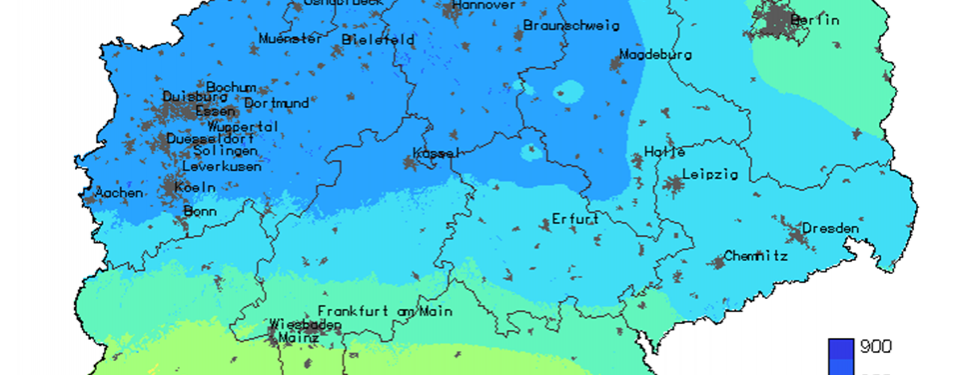 Osnabrueck
Hannover
Berlin
Braunschweig
Muenster
Bielefeld
Magdeburg
Bochum
Duisburg
Dortmund
Essen
Wuppertal
Duesseldorf
Solingen
Kassel
Halle
Leverkusen
Leipzig
Koeln
Aachen
Bonn
Erfurt
Dresden
Chemnitz
Frankfurt am Main
Wiesbaden
Mainz
900